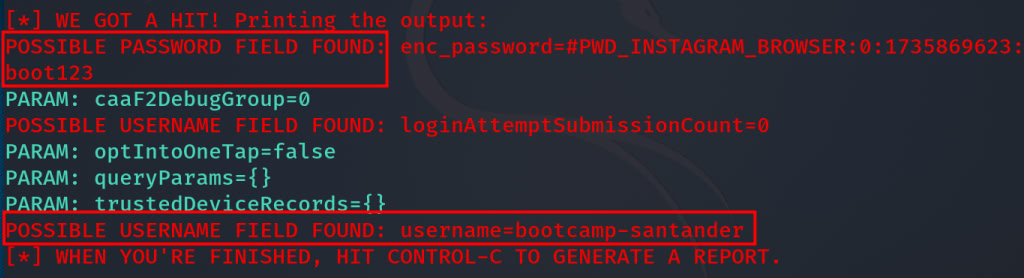 [*] WE GOT A HIT! Printing the output:
POSSIBLE PASSWORD FIELD FOUND: enc_password=#PWD_INSTAGRAM_BROWSER:0:1735869623:
boot123
PARAM: caaF2DebugGroup=0
POSSIBLE USERNAME FIELD FOUND: loginAttemptSubmissionCount=0
PARAM: optIntoOneTap=false
PARAM: queryParams={}
PARAM: trustedDeviceRecords={}
POSSIBLE USERNAME FIELD FOUND: username=bootcamp-santander
[*] WHEN YOU'RE FINISHED, HIT CONTROL-C TO GENERATE A REPORT.